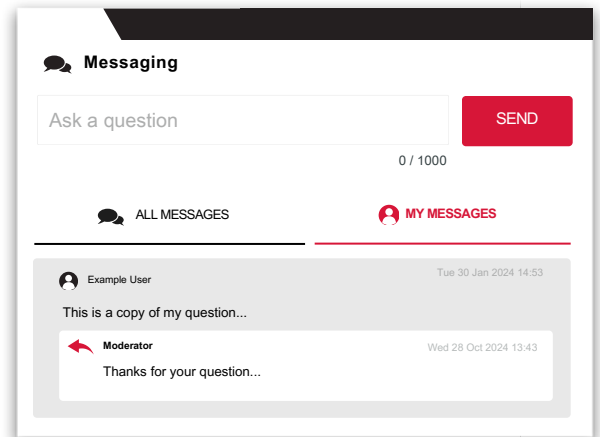 Messaging
Ask a question
SEND
0 / 1000
ALL MESSAGES
MY MESSAGES
Example User
Tue 30 Jan 2024 14:53
This is a copy of my question...
Moderator
Wed 28 Oct 2024 13:43
Thanks for your question...